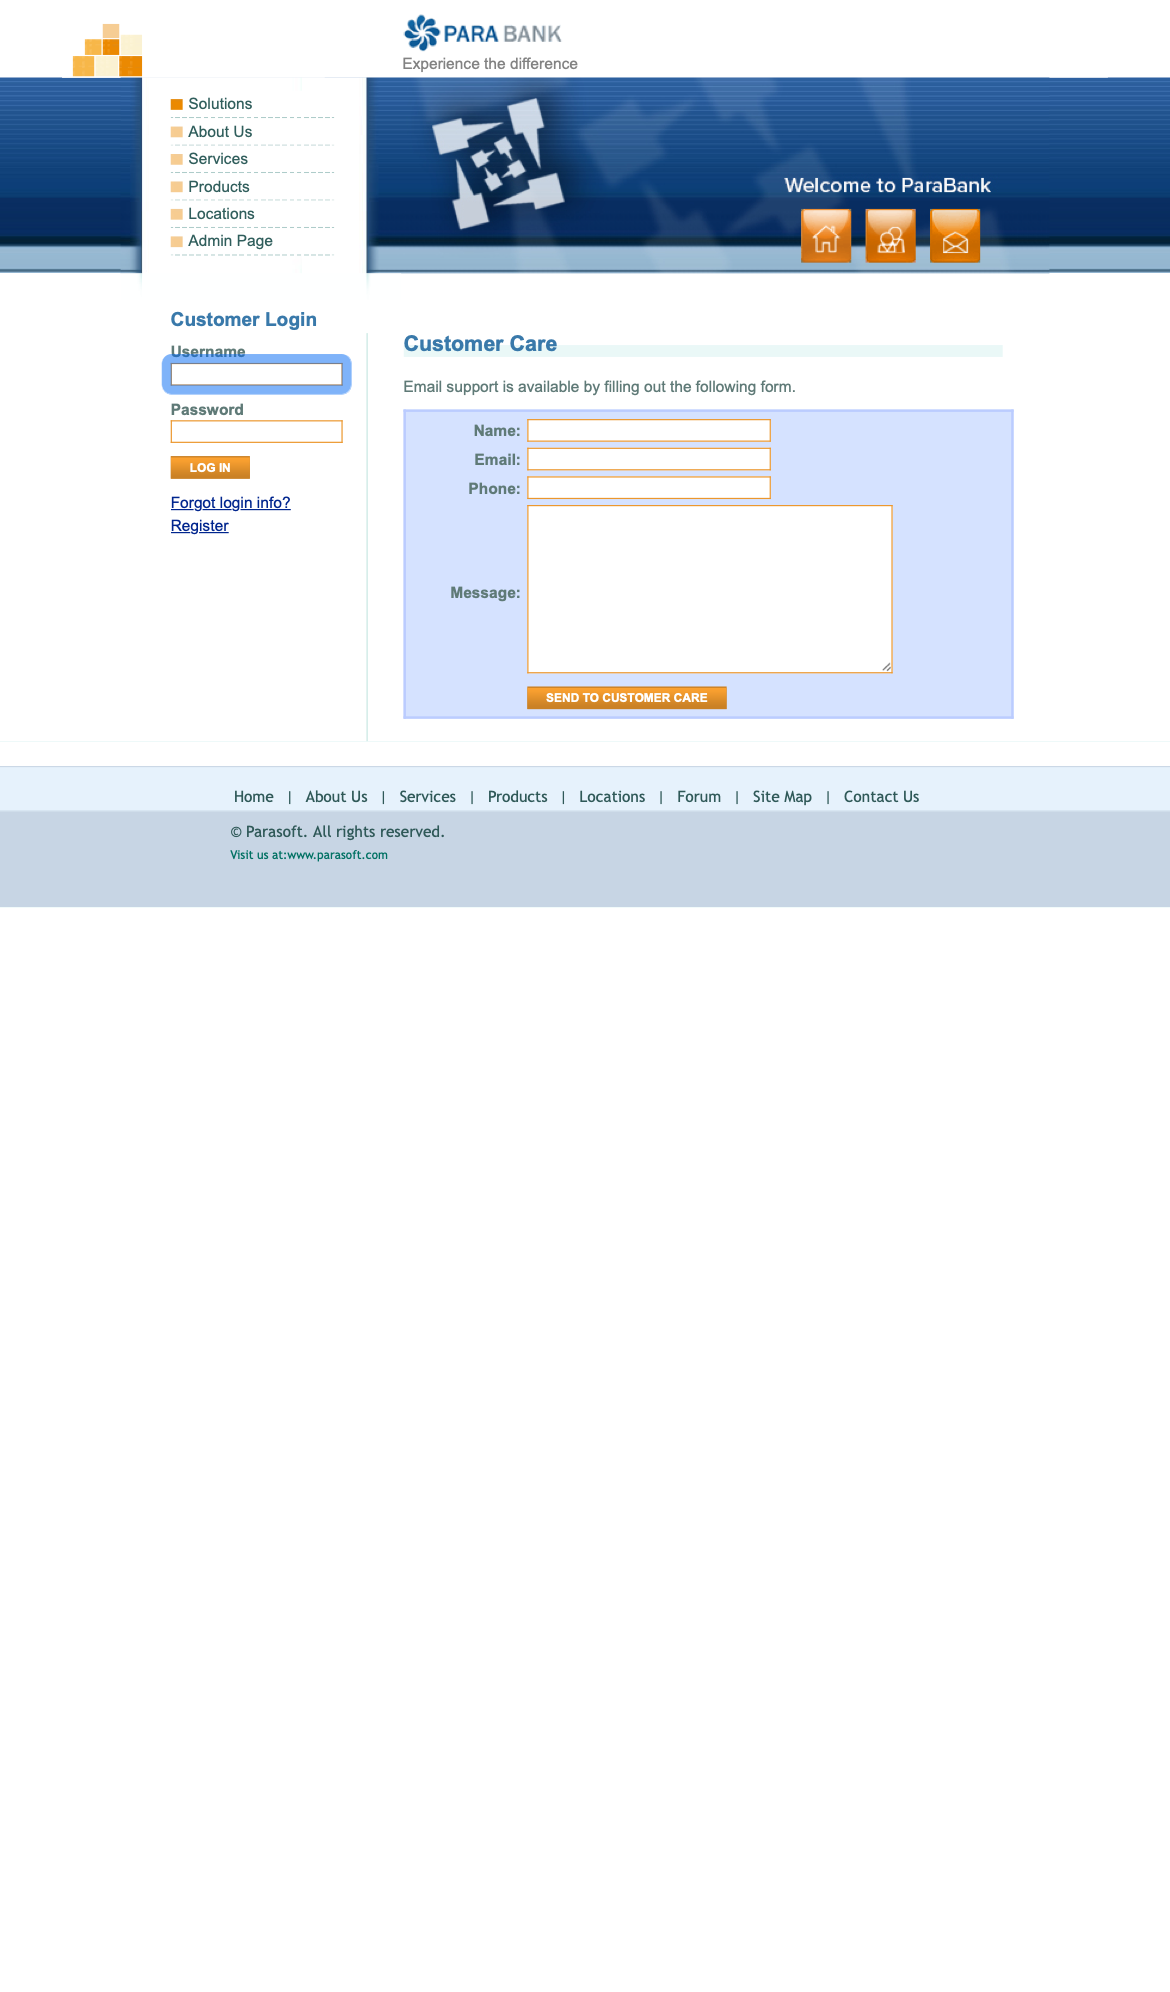 PARA BANK
Experience the difference
Solutions
About Us
Services
Products
Locations
Admin Page
Welcome to ParaBank
Customer Login
Username
Password
LOG IN
Forgot login info?
Register
Customer Care
Email support is available by filling out the following form.
Name:
Email:
Phone:
Message:
SEND TO CUSTOMER CARE
Home | About Us | Services | Products | Locations | Forum | Site Map | Contact Us
© Parasoft. All rights reserved.
Visit us at:www.parasoft.com